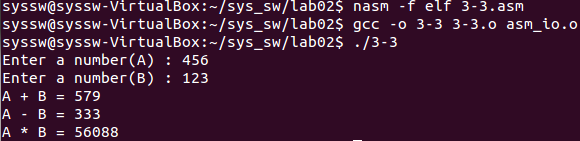 syssw@syssw-VirtualBox:~/sys_sw/lab02$ nasm -f elf 3-3.asm
syssw@syssw-VirtualBox:~/sys_sw/lab02$ gcc -o 3-3 3-3.o asm_io.o
syssw@syssw-VirtualBox:~/sys_sw/lab02$ ./3-3
Enter a number(A) : 456
Enter a number(B) : 123
A + B = 579
A - B = 333
A * B = 56088